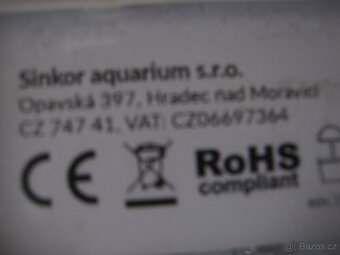 Sinkor aquarium s.r.o.
Opavská 397, Hradec nad Moravicí
CZ 747 41, VAT: CZ06697364
CE
RoHS
compliant
Bazoš.cz